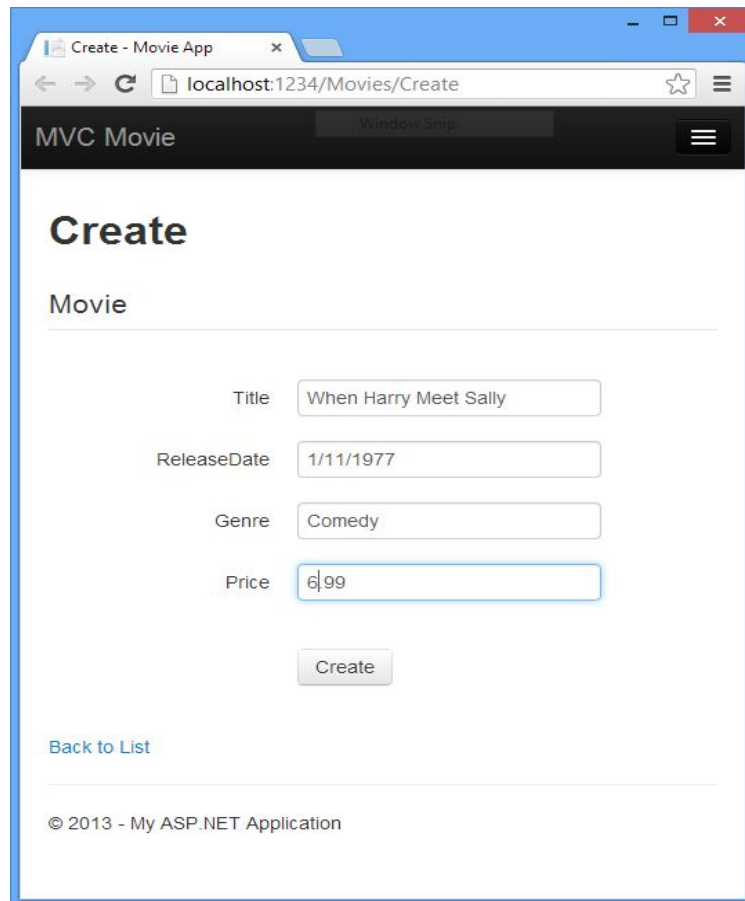 Create - Movie App
localhost:1234/Movies/Create
Window Snip
MVC Movie
Create
Movie
Title When Harry Meet Sally
ReleaseDate 1/11/1977
Genre Comedy
Price 6.99
Create
Back to List
© 2013 - My ASP.NET Application